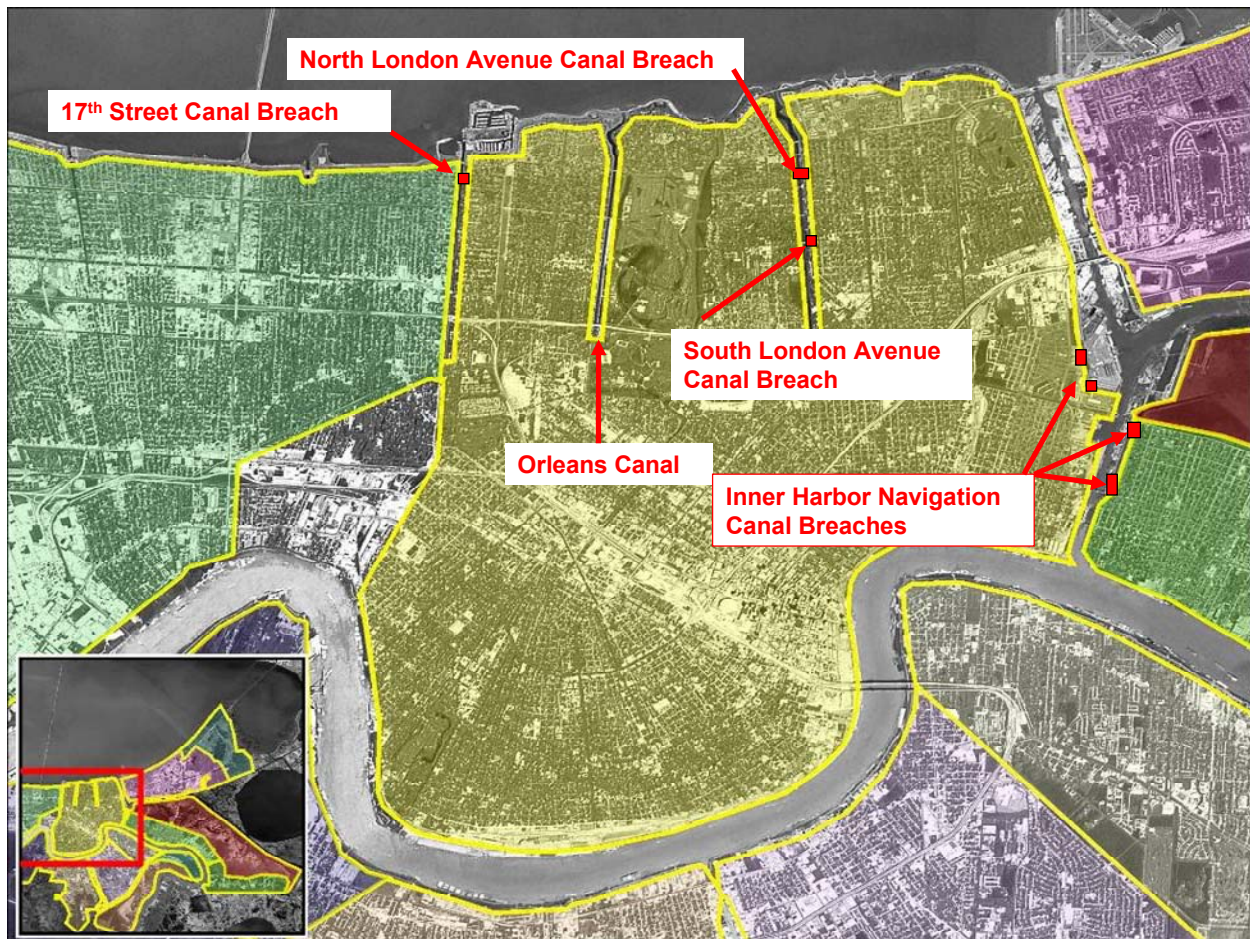 North London Avenue Canal Breach
17th Street Canal Breach
South London Avenue
Canal Breach
Orleans Canal
Inner Harbor Navigation
Canal Breaches